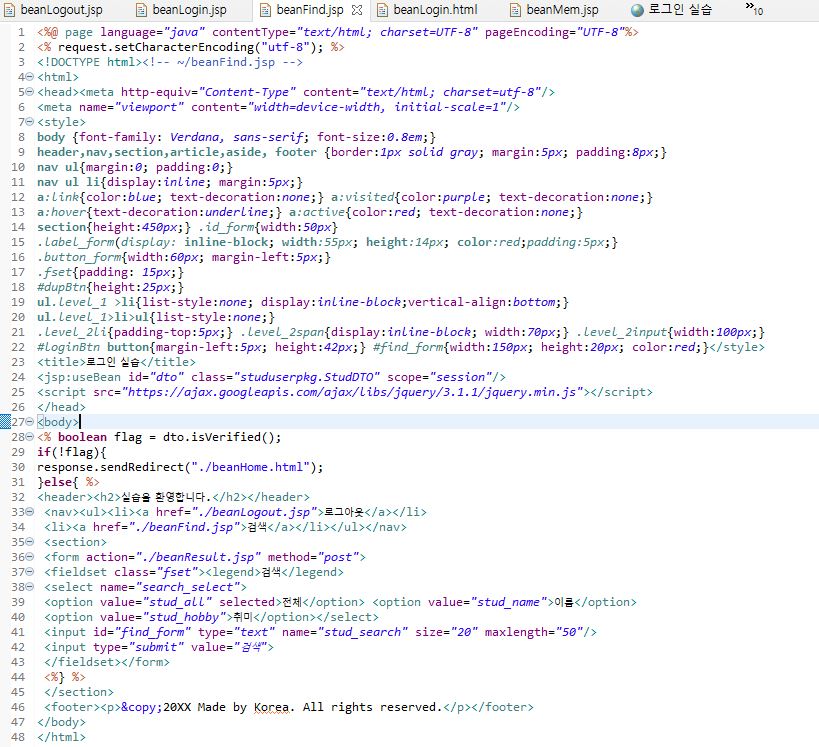 beanLogout.jsp beanLogin.jsp beanFind.jsp beanLogin.html beanMem.jsp 로그인 실습 »10
1 <%@ page language="java" contentType="text/html; charset=UTF-8" pageEncoding="UTF-8"%>
2 <% request.setCharacterEncoding("utf-8"); %>
3 <!DOCTYPE html><!-- ~/beanFind.jsp -->
4 <html>
5 <head><meta http-equiv="Content-Type" content="text/html; charset=utf-8"/>
6 <meta name="viewport" content="width=device-width, initial-scale=1"/>
7 <style>
8 body {font-family: Verdana, sans-serif; font-size:0.8em;}
9 header,nav,section,article,aside, footer {border:1px solid gray; margin:5px; padding:8px;}
10 nav ul{margin:0; padding:0;}
11 nav ul li{display:inline; margin:5px;}
12 a:link{color:blue; text-decoration:none;} a:visited{color:purple; text-decoration:none;}
13 a:hover{text-decoration:underline;} a:active{color:red; text-decoration:none;}
14 section{height:450px;} .id_form{width:50px}
15 .label_form(display: inline-block; width:55px; height:14px; color:red;padding:5px;}
16 .button_form{width:60px; margin-left:5px;}
17 .fset{padding: 15px;}
18 #dupBtn{height:25px;}
19 ul.level_1 >li{list-style:none; display:inline-block;vertical-align:bottom;}
20 ul.level_1>li>ul{list-style:none;}
21 .level_2li{padding-top:5px;} .level_2span{display:inline-block; width:70px;} .level_2input{width:100px;}
22 #loginBtn button{margin-left:5px; height:42px;} #find_form{width:150px; height:20px; color:red;}</style>
23 <title>로그인 실습</title>
24 <jsp:useBean id="dto" class="studuserpkg.StudDTO" scope="session"/>
25 <script src="https://ajax.googleapis.com/ajax/libs/jquery/3.1.1/jquery.min.js"></script>
26 </head>
27 <body>
28 <% boolean flag = dto.isVerified();
29 if(!flag){
30 response.sendRedirect("./beanHome.html");
31 }else{ %>
32 <header><h2>실습을 환영합니다.</h2></header>
33 <nav><ul><li><a href="./beanLogout.jsp">로그아웃</a></li>
34 <li><a href="./beanFind.jsp">검색</a></li></ul></nav>
35 <section>
36 <form action="./beanResult.jsp" method="post">
37 <fieldset class="fset"><legend>검색</legend>
38 <select name="search_select">
39 <option value="stud_all" selected>전체</option> <option value="stud_name">이름</option>
40 <option value="stud_hobby">취미</option></select>
41 <input id="find_form" type="text" name="stud_search" size="20" maxlength="50"/>
42 <input type="submit" value="검색">
43 </fieldset></form>
44 <%} %>
45 </section>
46 <footer><p>&copy;20XX Made by Korea. All rights reserved.</p></footer>
47 </body>
48 </html>